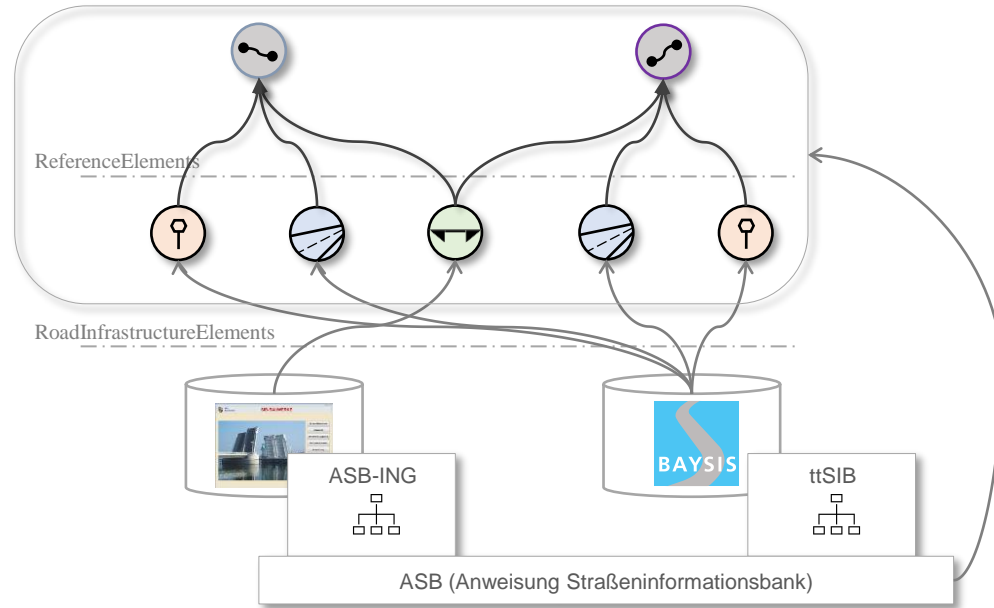 ReferenceElements
RoadInfrastructureElements
BAYSIS
ASB-ING
ttSIB
ASB (Anweisung Straßeninformationsbank)